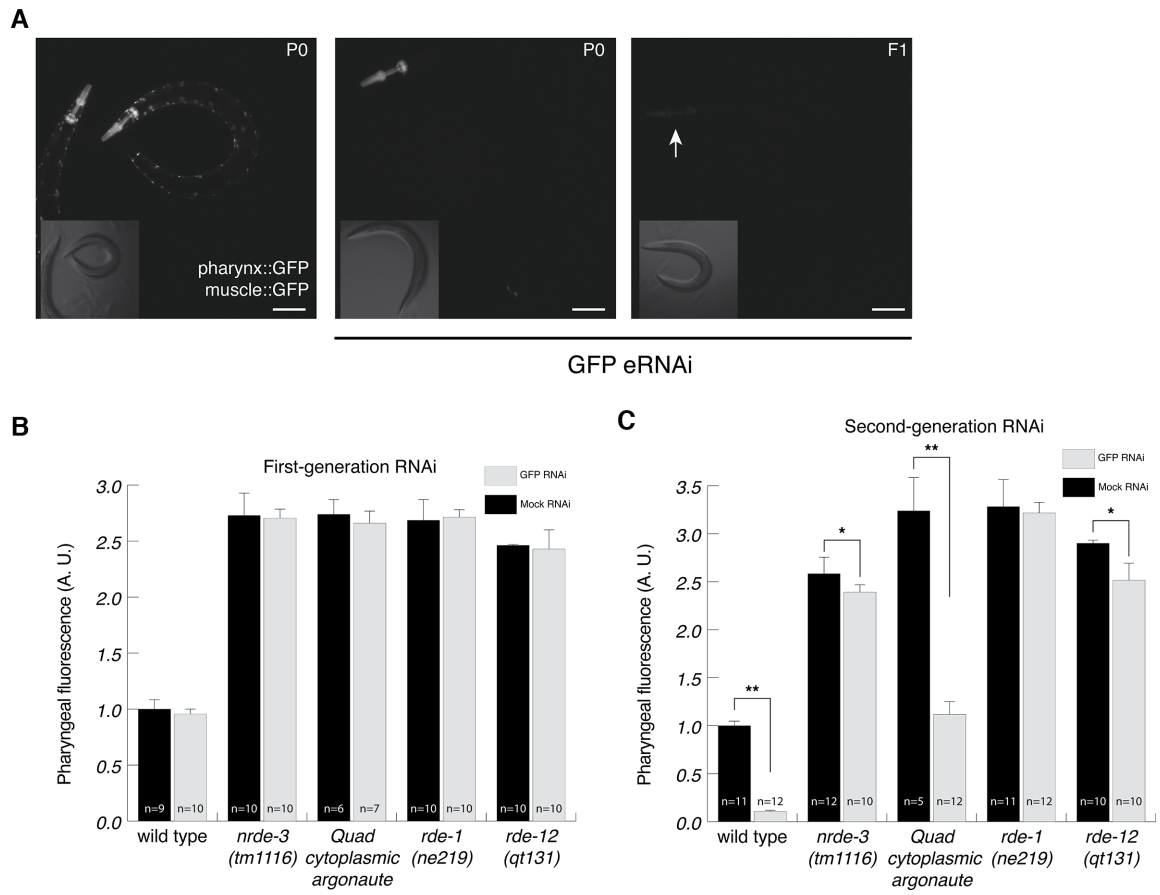 A
P0
P0
F1
pharynx::GFP
muscle::GFP
GFP eRNAi
B
First-generation RNAi
GFP RNAi
Mock RNAi
Pharyngeal fluorescence (A. U.)
3.0
2.5
2.0
1.5
1.0
0.5
0.0
n=9 n=10 n=10 n=10 n=6 n=7 n=10 n=10 n=10 n=10
wild type nrde-3 Quad rde-1 rde-12
(tm1116) cytoplasmic (ne219) (qt131)
argonaute
C
Second-generation RNAi
GFP RNAi
Mock RNAi
Pharyngeal fluorescence (A. U.)
3.5
3.0
2.5
2.0
1.5
1.0
0.5
0.0
** * ** *
n=11 n=12 n=12 n=10 n=5 n=12 n=11 n=12 n=10 n=10
wild type nrde-3 Quad rde-1 rde-12
(tm1116) cytoplasmic (ne219) (qt131)
argonaute